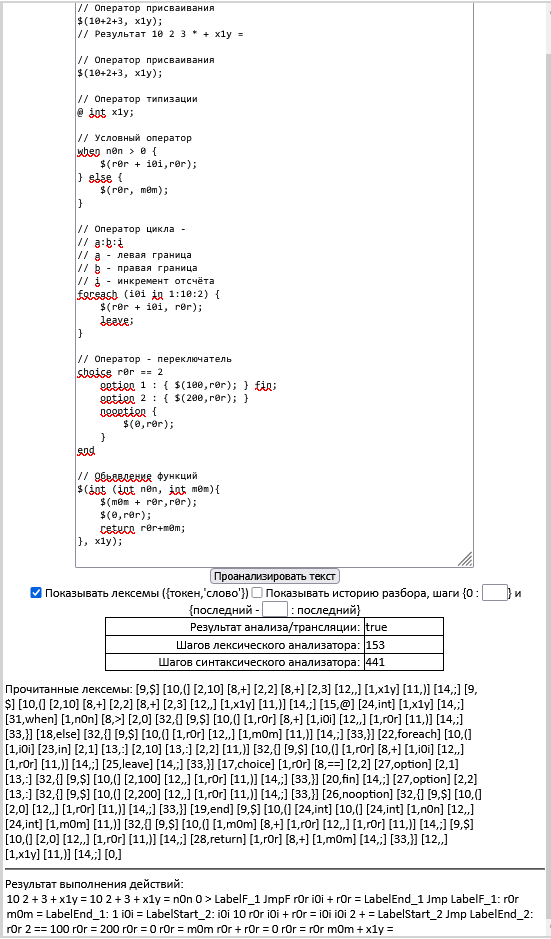 // Оператор присваивания
$(10+2+3, x1y);
// Результат 10 2 3 * + x1y =
// Оператор присваивания
$(10+2+3, x1y);
// Оператор типизации
@ int x1y;
// Условный оператор
when n0n > 0 {
$(r0r + i0i,r0r);
} else {
$(r0r, m0m);
}
// Оператор цикла -
// a:b:i
// a - левая граница
// b - правая граница
// i - инкремент отсчёта
foreach (i0i in 1:10:2) {
$(r0r + i0i, r0r);
leave;
}
// Оператор - переключатель
choice r0r == 2
option 1 : { $(100,r0r); } fin;
option 2 : { $(200,r0r); }
nooption {
$(0,r0r);
}
end
// Объявление функций
$(int (int n0n, int m0m){
$(m0m + r0r,r0r);
$(0,r0r);
return r0r+m0m;
}, x1y);
Проанализировать текст
Показывать лексемы ({токен,'слово'}) Показывать историю разбора, шаги {0 : } и
{последний - : последний}
Результат анализа/трансляции: true
Шагов лексического анализатора: 153
Шагов синтаксического анализатора: 441
Прочитанные лексемы: [9,$] [10,(] [2,10] [8,+] [2,2] [8,+] [2,3] [12,,] [1,x1y] [11,)] [14,;] [9,
$] [10,(] [2,10] [8,+] [2,2] [8,+] [2,3] [12,,] [1,x1y] [11,)] [14,;] [15,@] [24,int] [1,x1y] [14,;]
[31,when] [1,n0n] [8,>] [2,0] [32,{] [9,$] [10,(] [1,r0r] [8,+] [1,i0i] [12,,] [1,r0r] [11,)] [14,;]
[33,}] [18,else] [32,{] [9,$] [10,(] [1,r0r] [12,,] [1,m0m] [11,)] [14,;] [33,}] [22,foreach] [10,(]
[1,i0i] [23,in] [2,1] [13,:] [2,10] [13,:] [2,2] [11,)] [32,{] [9,$] [10,(] [1,r0r] [8,+] [1,i0i] [12,,]
[1,r0r] [11,)] [14,;] [25,leave] [14,;] [33,}] [17,choice] [1,r0r] [8,==] [2,2] [27,option] [2,1]
[13,:] [32,{] [9,$] [10,(] [2,100] [12,,] [1,r0r] [11,)] [14,;] [33,}] [20,fin] [14,;] [27,option] [2,2]
[13,:] [32,{] [9,$] [10,(] [2,200] [12,,] [1,r0r] [11,)] [14,;] [33,}] [26,nooption] [32,{] [9,$] [10,(]
[2,0] [12,,] [1,r0r] [11,)] [14,;] [33,}] [19,end] [9,$] [10,(] [24,int] [10,(] [24,int] [1,n0n] [12,,]
[24,int] [1,m0m] [11,)] [32,{] [9,$] [10,(] [1,m0m] [8,+] [1,r0r] [12,,] [1,r0r] [11,)] [14,;] [9,$]
[10,(] [2,0] [12,,] [1,r0r] [11,)] [14,;] [28,return] [1,r0r] [8,+] [1,m0m] [14,;] [33,}] [12,,]
[1,x1y] [11,)] [14,;] [0,]
Результат выполнения действий:
10 2 + 3 + x1y = 10 2 + 3 + x1y = n0n 0 > LabelF_1 JmpF r0r i0i + r0r = LabelEnd_1 Jmp LabelF_1: r0r
m0m = LabelEnd_1: 1 i0i = LabelStart_2: i0i 10 r0r i0i + r0r = i0i i0i 2 + = LabelStart_2 Jmp LabelEnd_2:
r0r 2 == 100 r0r = 200 r0r = 0 r0r = m0m r0r + r0r = 0 r0r = r0r m0m + x1y =